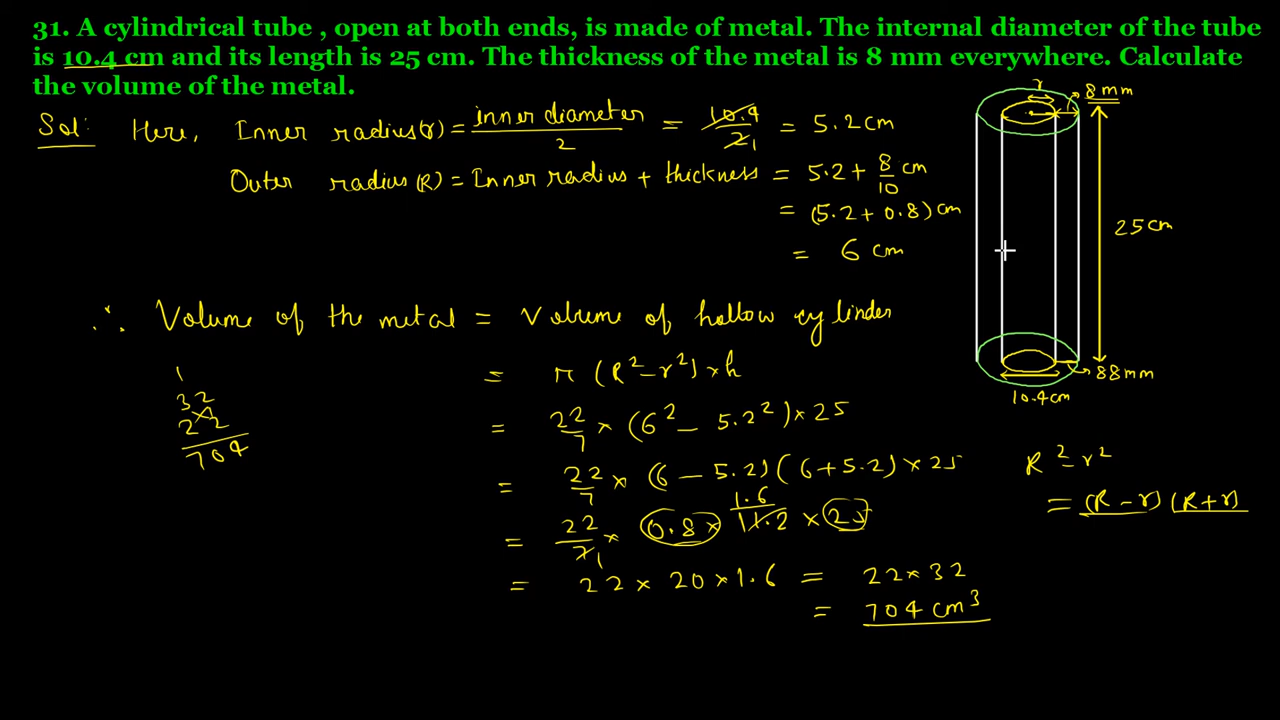 31. A cylindrical tube , open at both ends, is made of metal. The internal diameter of the tube
is 10.4 cm and its length is 25 cm. The thickness of the metal is 8 mm everywhere. Calculate
the volume of the metal.
Sol: Here, Inner radius(r) = inner diameter / 2 = 10.4 / 2 1 = 5.2 cm
Outer radius(R) = Inner radius + thickness = 5.2 + 8/10 cm
= (5.2 + 0.8) cm
= 6 cm
∴ Volume of the metal = Volume of hollow cylinder
= π (R² - r²) × h
= 22/7 × (6² - 5.2²) × 25
= 22/7 × (6 - 5.2)(6 + 5.2) × 25
= 22/7 1 × 0.8 × 11.2 1.6 × 25
= 22 × 20 × 1.6 = 22 × 32
= 704 cm³
1
32
22
704
r
8 mm
25 cm
88 mm
10.4 cm
R² - r²
= (R - r) (R + r)